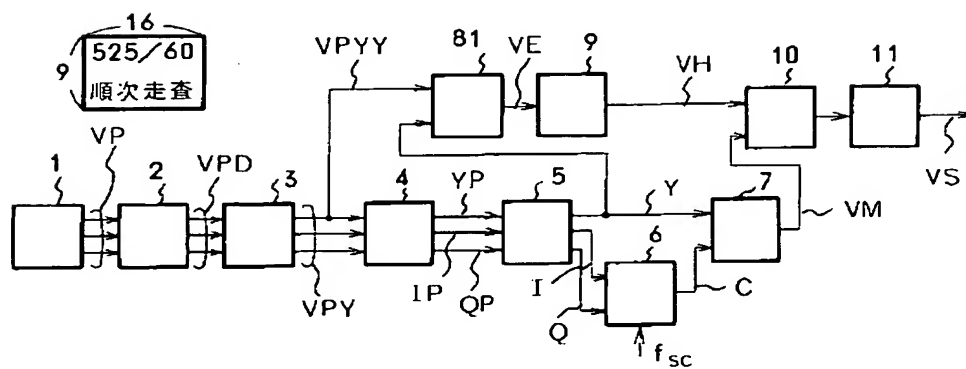 16
9
525/60
順次走査
VPYY
81
VE
9
VH
10
11
VS
1
VP
2
VPD
3
VPY
4
YP
IP
QP
5
Y
I
Q
6
fsc
C
7
VM